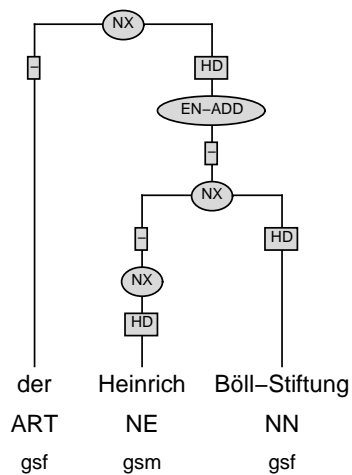 NX
– HD
EN–ADD
–
NX
– HD
NX
HD
der Heinrich Böll–Stiftung
ART NE NN
gsf gsm gsf